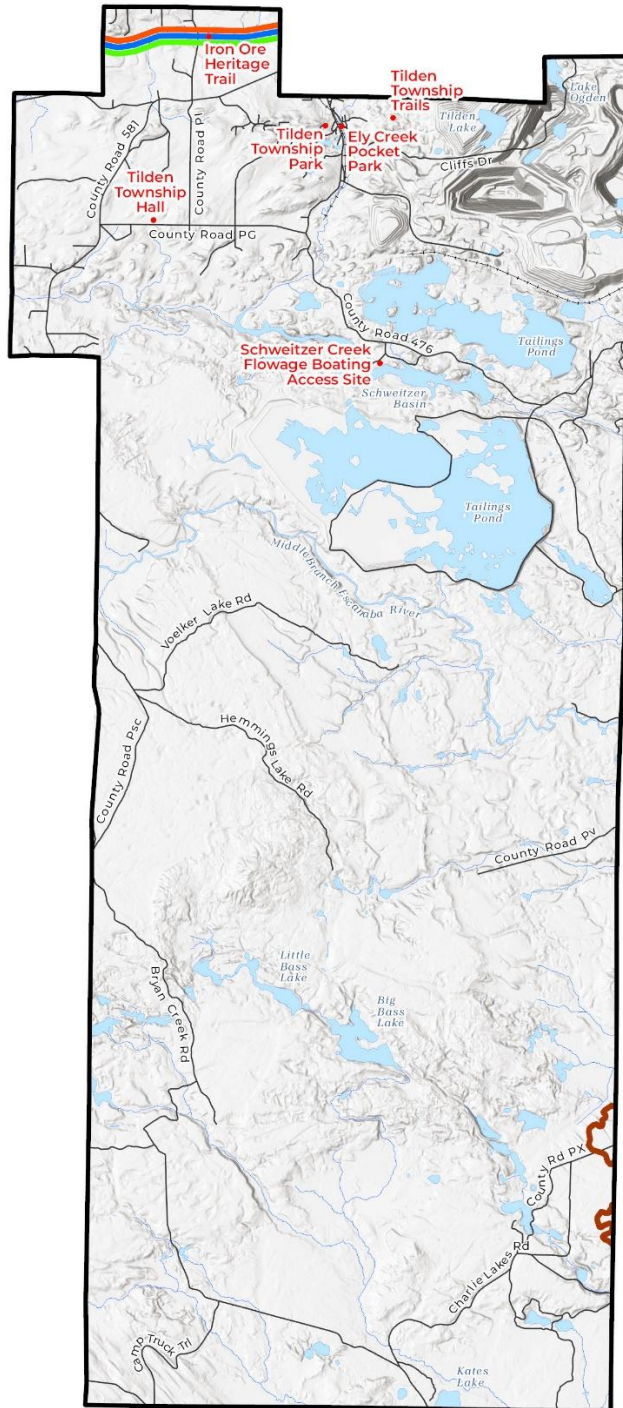 Iron Ore
Heritage
Trail
Lake
Ogden
Tilden
Township
Trails
Tilden
Lake
Tilden
Township
Park
Ely Creek
Pocket
Park
County Road 581
County Road Pl
Cliffs Dr
Tilden
Township
Hall
County Road PG
County Road 476
Tailings
Pond
Schweitzer Creek
Flowage Boating
Access Site
Schweitzer
Basin
Tailings
Pond
Middle Branch Escanaba River
Voelker Lake Rd
Hemmings Lake Rd
County Road Psc
County Road Pv
Little
Bass
Lake
Big
Bass
Lake
Bryan Creek Rd
County Rd PX
Charlie Lakes Rd
Camp Truck Trl
Kates
Lake